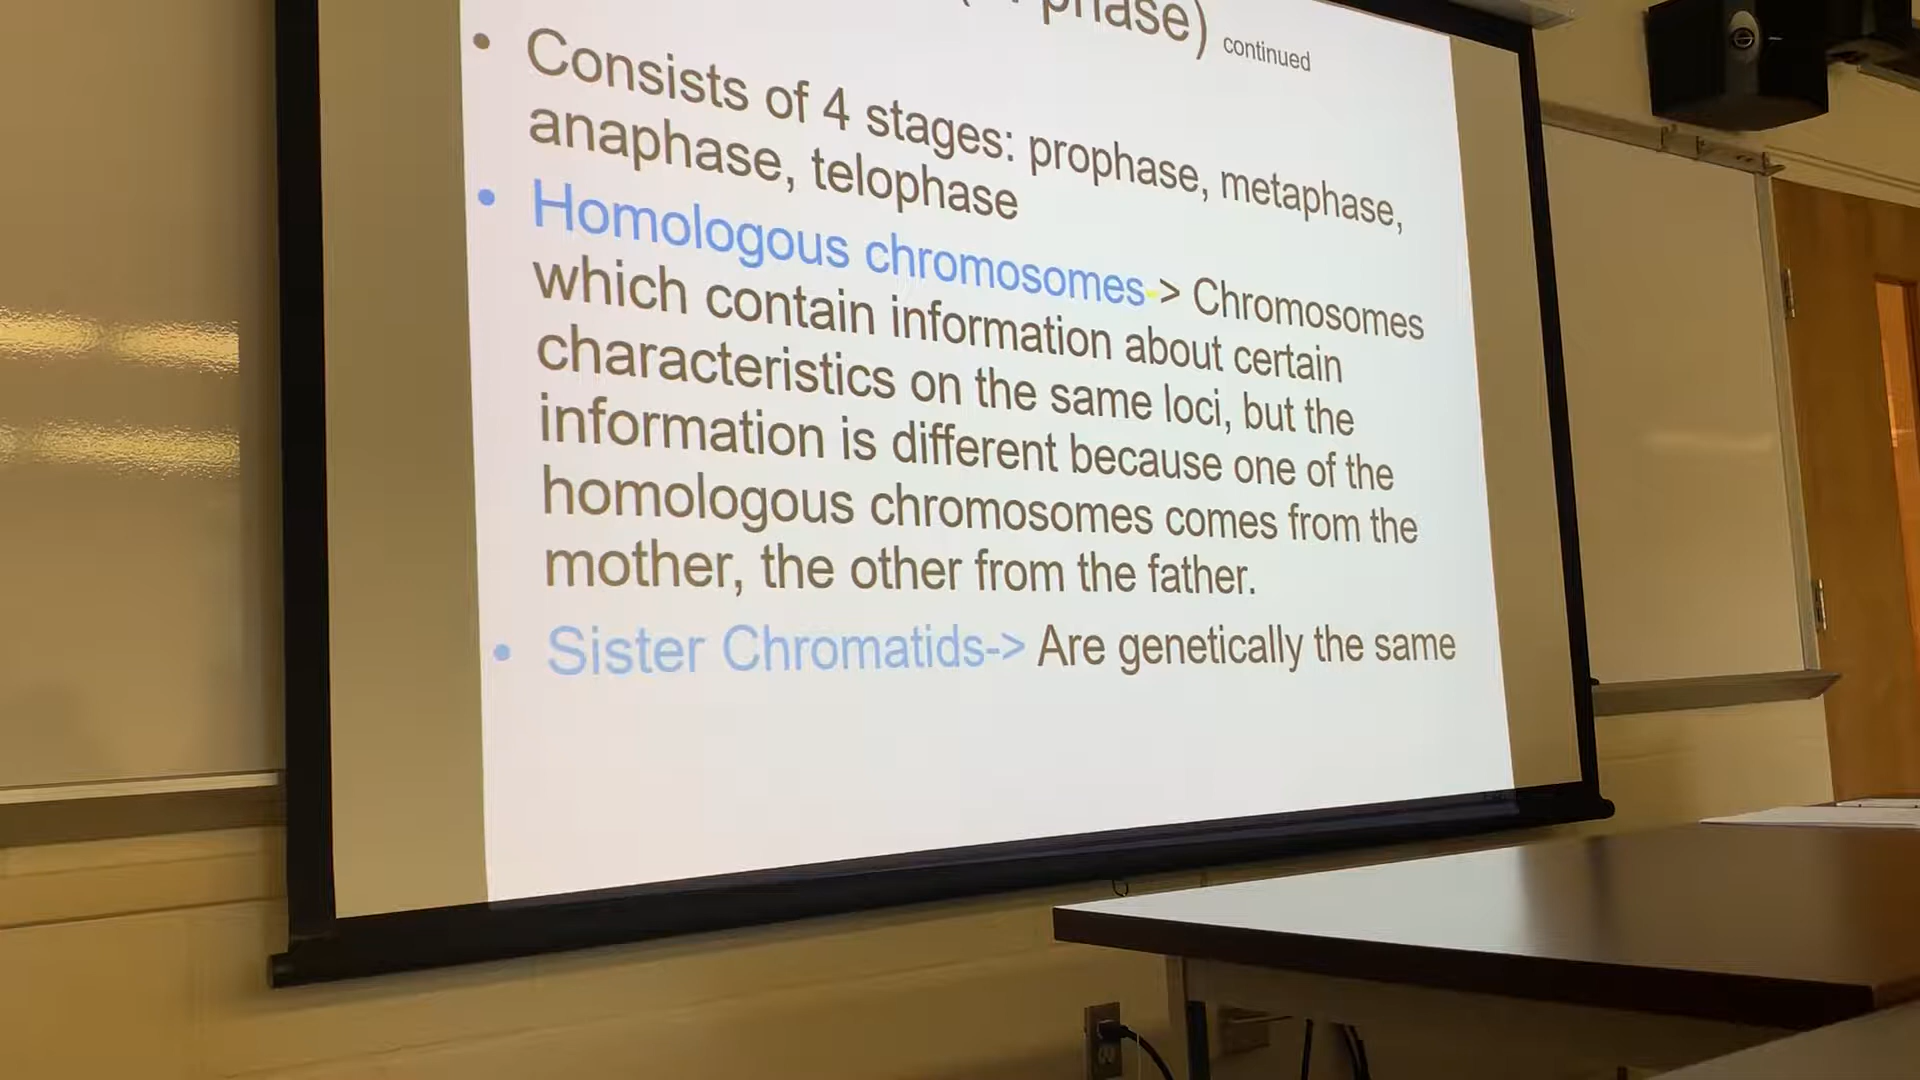 phase) continued
• Consists of 4 stages: prophase, metaphase,
anaphase, telophase
• Homologous chromosomes-> Chromosomes
which contain information about certain
characteristics on the same loci, but the
information is different because one of the
homologous chromosomes comes from the
mother, the other from the father.
• Sister Chromatids-> Are genetically the same